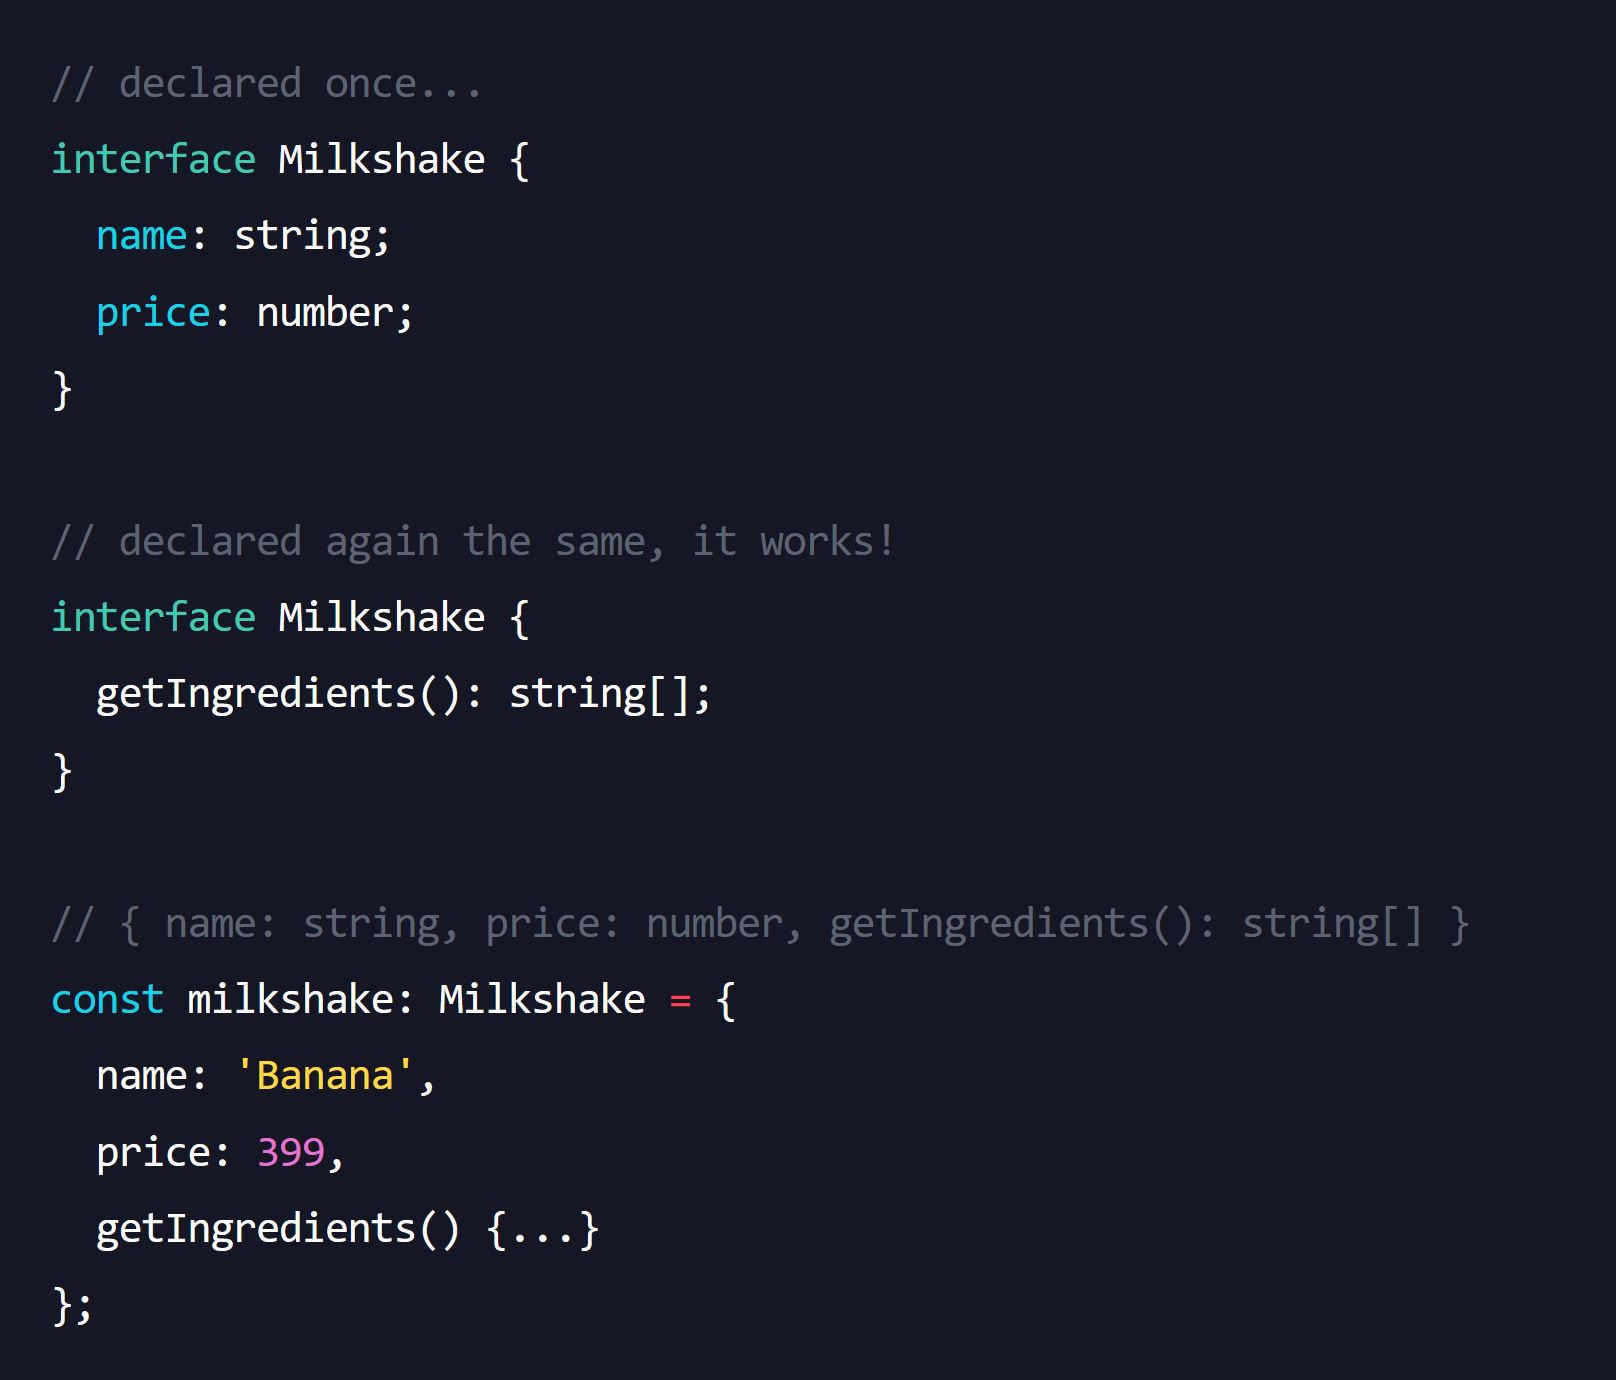 // declared once...
interface Milkshake {
  name: string;
  price: number;
}

// declared again the same, it works!
interface Milkshake {
  getIngredients(): string[];
}

// { name: string, price: number, getIngredients(): string[] }
const milkshake: Milkshake = {
  name: 'Banana',
  price: 399,
  getIngredients() {...}
};